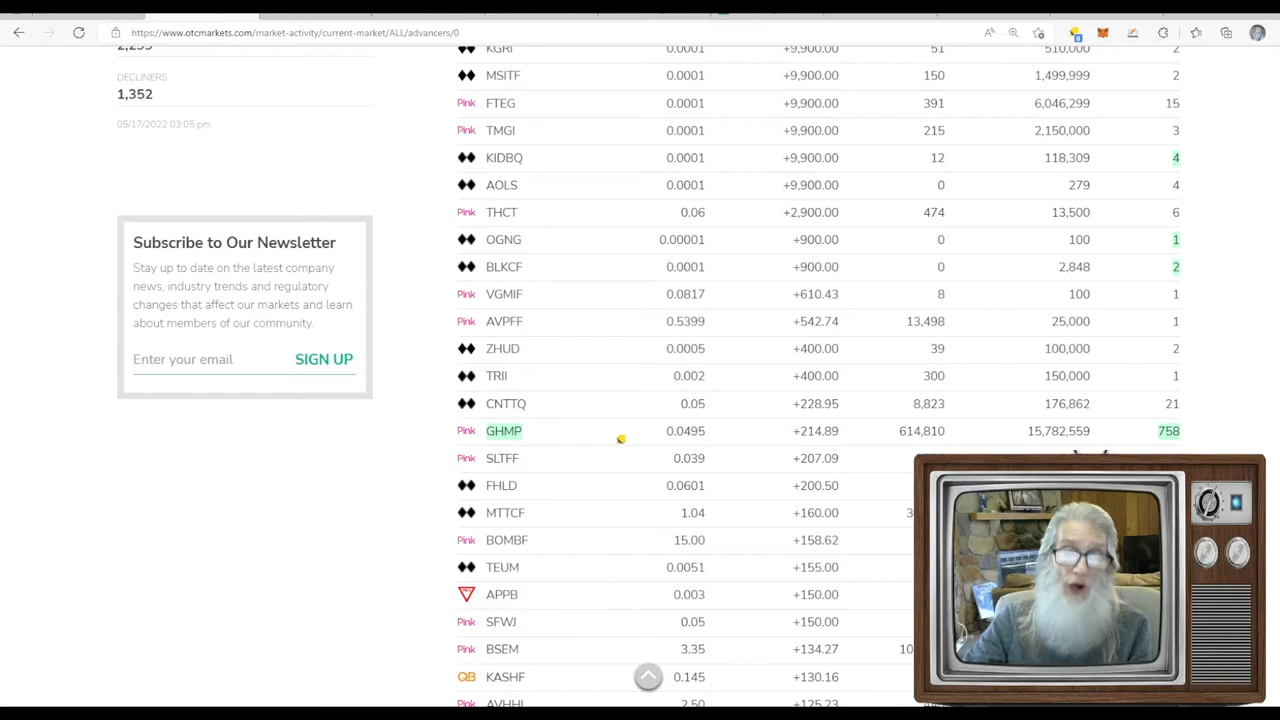 https://www.otcmarkets.com/market-activity/current-market/ALL/advancers/0
DECLINERS
1,352
05/17/2022 03:05 pm
Subscribe to Our Newsletter
Stay up to date on the latest company
news, industry trends and regulatory
changes that affect our markets and learn
about members of our community.
Enter your email SIGN UP
KGRI 0.0001 +9,900.00 51 510,000 2
MSITF 0.0001 +9,900.00 150 1,499,999 2
Pink FTEG 0.0001 +9,900.00 391 6,046,299 15
Pink TMGI 0.0001 +9,900.00 215 2,150,000 3
KIDBQ 0.0001 +9,900.00 12 118,309 4
AOLS 0.0001 +9,900.00 0 279 4
Pink THCT 0.06 +2,900.00 474 13,500 6
OGNG 0.00001 +900.00 0 100 1
BLKCF 0.0001 +900.00 0 2,848 2
Pink VGMIF 0.0817 +610.43 8 100 1
Pink AVPFF 0.5399 +542.74 13,498 25,000 1
ZHUD 0.0005 +400.00 39 100,000 2
TRII 0.002 +400.00 300 150,000 1
CNTTQ 0.05 +228.95 8,823 176,862 21
Pink GHMP 0.0495 +214.89 614,810 15,782,559 758
Pink SLTFF 0.039 +207.09
FHLD 0.0601 +200.50
MTTCF 1.04 +160.00 3
Pink BOMBF 15.00 +158.62
TEUM 0.0051 +155.00
APPB 0.003 +150.00
Pink SFWJ 0.05 +150.00
Pink BSEM 3.35 +134.27 10
QB KASHF 0.145 +130.16
AVHHL 2.50 +125.23